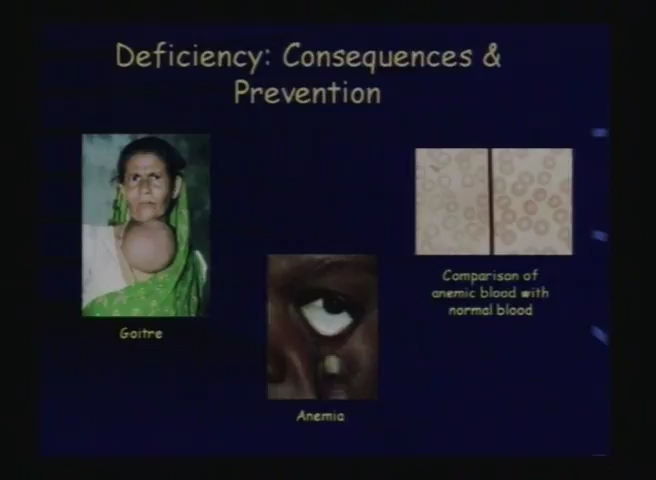 Deficiency: Consequences &
Prevention
Goitre
Anemia
Comparison of
anemic blood with
normal blood